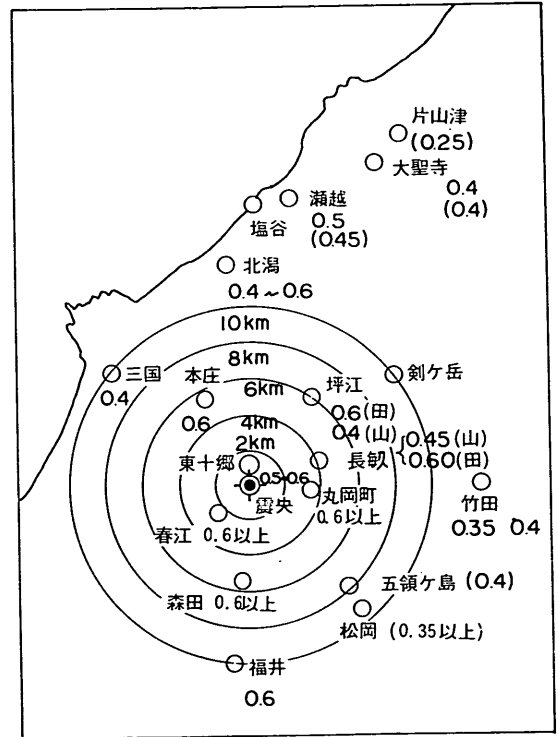 片山津
(0.25)
大聖寺
0.4
(0.4)
瀬越
0.5
(0.45)
塩谷
北潟
0.4~0.6
10km
8km
6km
4km
2km
三国
0.4
本庄
0.6
剣ケ岳
坪江
0.6(田)
0.4(山)
東十郷
0.5~0.6
震央
長畝
0.45(山)
0.60(田)
丸岡町
0.6以上
竹田
0.35 0.4
春江 0.6以上
森田 0.6以上
五領ケ島 (0.4)
松岡 (0.35以上)
福井
0.6